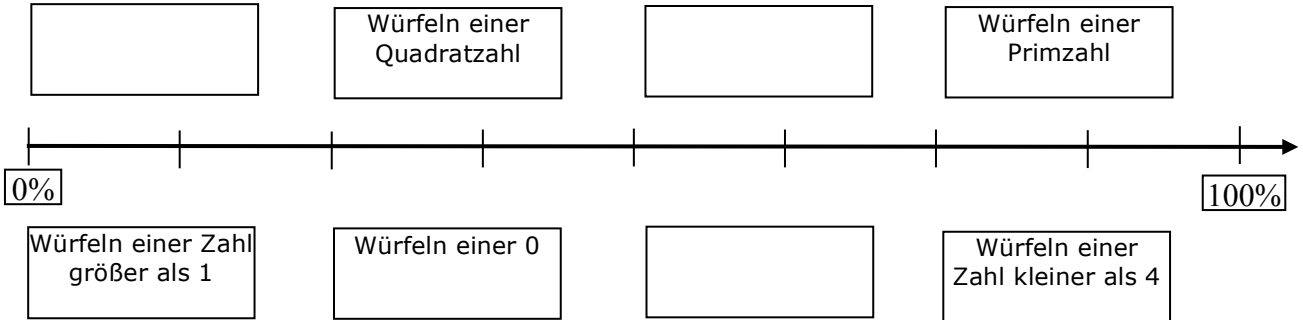 Würfeln einer
Quadratzahl
Würfeln einer
Primzahl
0%
100%
Würfeln einer Zahl
größer als 1
Würfeln einer 0
Würfeln einer
Zahl kleiner als 4